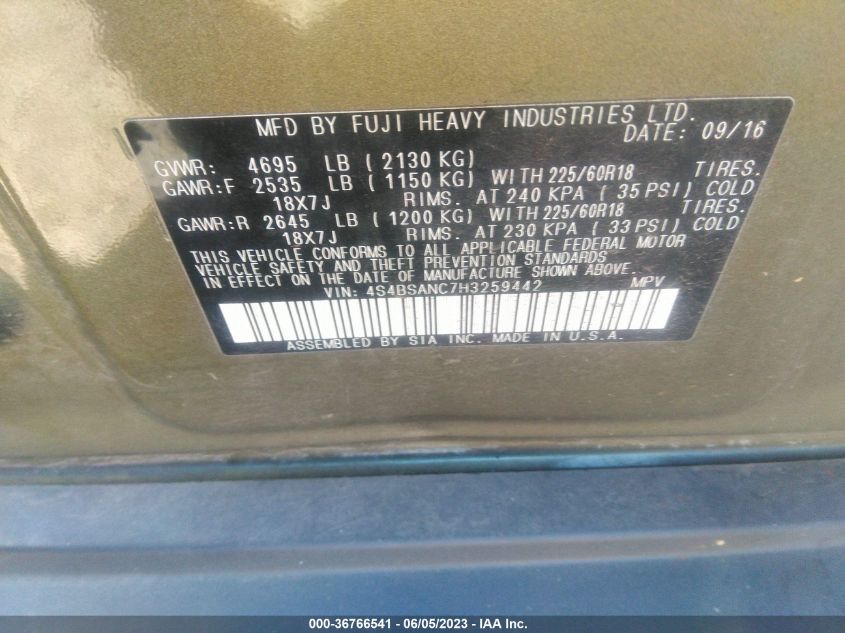 MFD BY FUJI HEAVY INDUSTRIES LTD.
DATE: 09/16
GVWR: 4695 LB ( 2130 KG)
GAWR:F 2535 LB ( 1150 KG) WITH 225/60R18 TIRES.
18X7J RIMS. AT 240 KPA ( 35 PSI) COLD
GAWR:R 2645 LB ( 1200 KG) WITH 225/60R18 TIRES.
18X7J RIMS. AT 230 KPA ( 33 PSI) COLD
THIS VEHICLE CONFORMS TO ALL APPLICABLE FEDERAL MOTOR
VEHICLE SAFETY AND THEFT PREVENTION STANDARDS
IN EFFECT ON THE DATE OF MANUFACTURE SHOWN ABOVE.
VIN: 4S4BSANC7H3259442 MPV
ASSEMBLED BY SIA INC. MADE IN U.S.A.
000-36766541 - 06/05/2023 - IAA Inc.